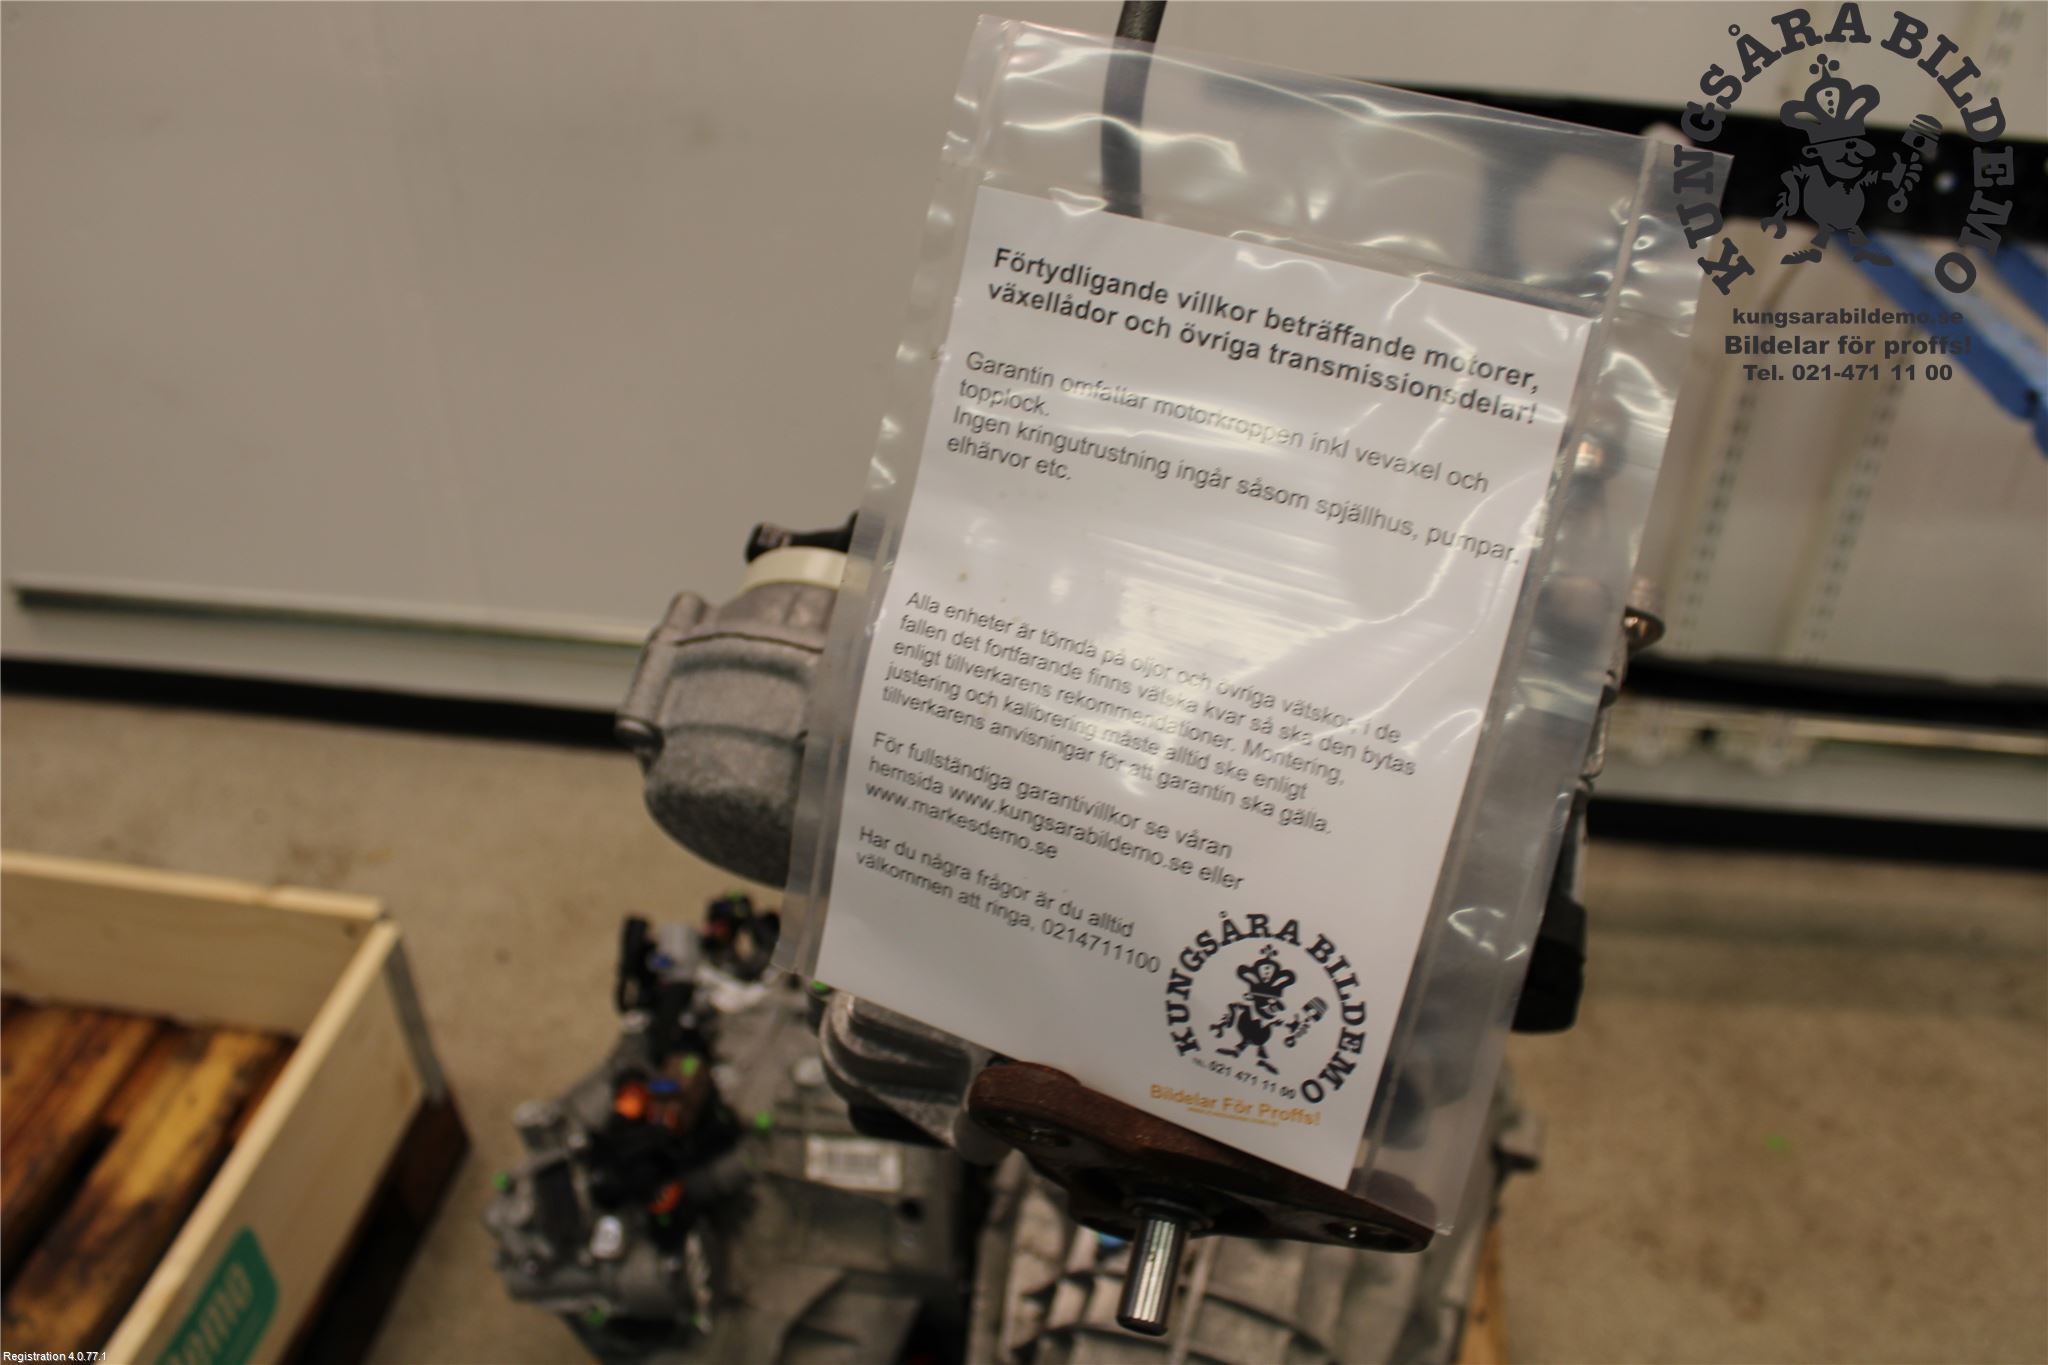 KUNGSÅRA BILDEMO
kungsarabildemo.se
Bildelar för proffs!
Tel. 021-471 11 00
Förtydligande villkor beträffande motorer,
växellådor och övriga transmissionsdelar!
Garantin omfattar motorkroppen inkl vevaxel och
topplock.
Ingen kringutrustning ingår såsom spjällhus, pumpar,
elhärvor etc.
Alla enheter är tömda på oljor och övriga vätskor, i de
fallen det fortfarande finns vätska kvar så ska den bytas
enligt tillverkarens rekommendationer. Montering,
justering och kalibrering måste alltid ske enligt
tillverkarens anvisningar för att garantin ska gälla.
För fullständiga garantivillkor se våran
hemsida www.kungsarabildemo.se eller
www.markesdemo.se
Har du några frågor är du alltid
välkommen att ringa, 0214711100
KUNGSÅRA BILDEMO
TEL. 021 471 11 00
Bildelar För Proffs!
Registration 4.0.77.1